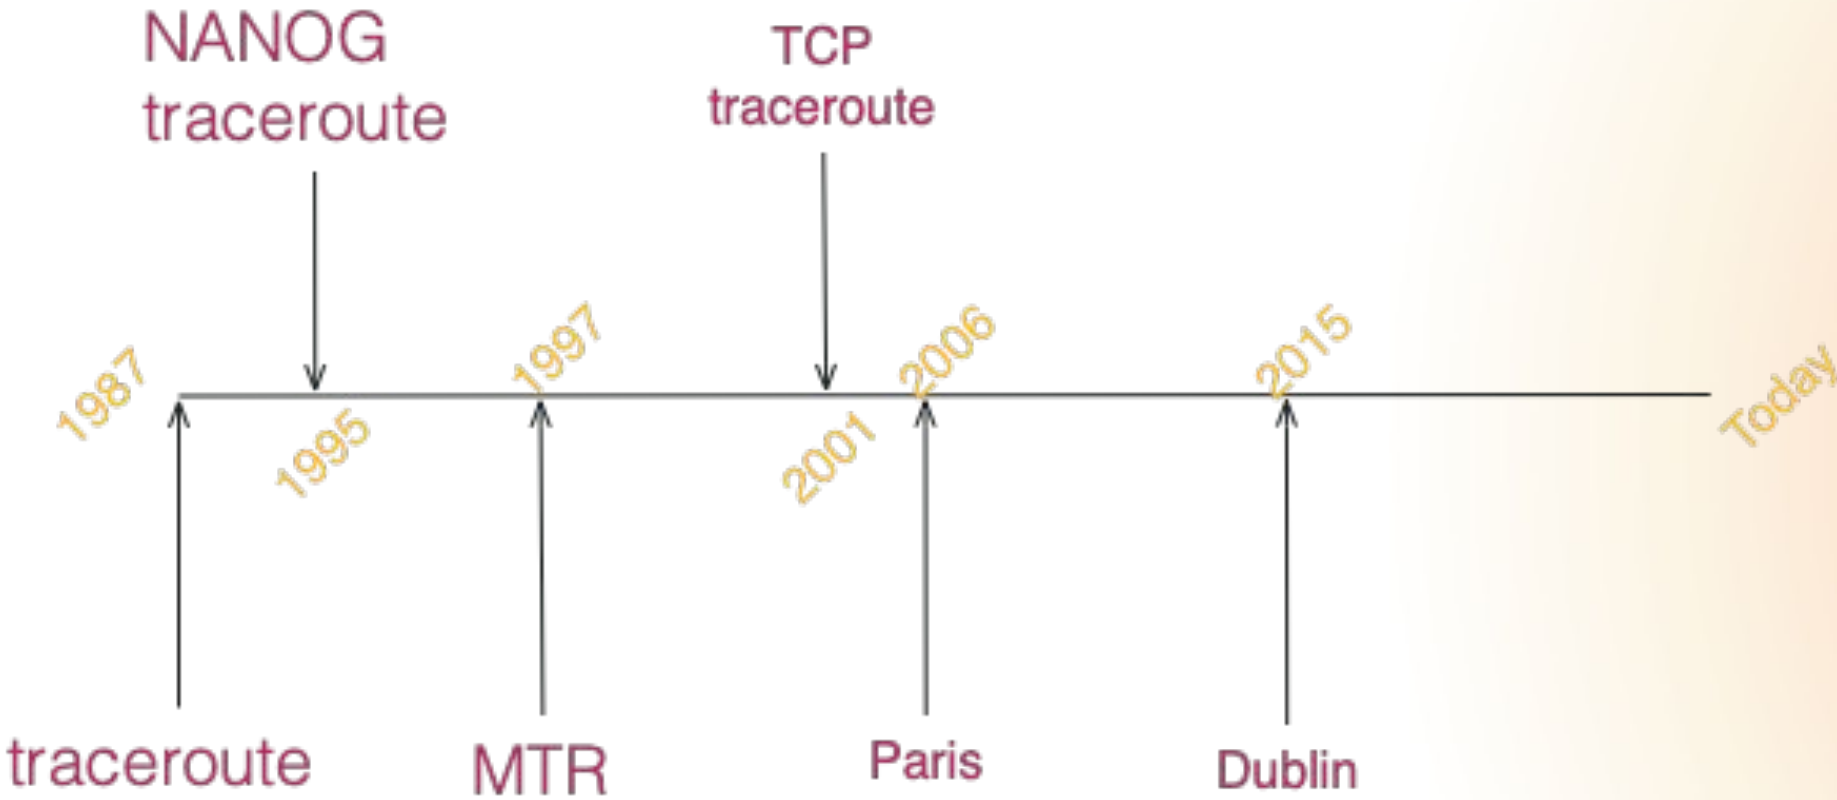 NANOG
traceroute
TCP
traceroute
1987
1995
1997
2001
2006
2015
Today
traceroute
MTR
Paris
Dublin